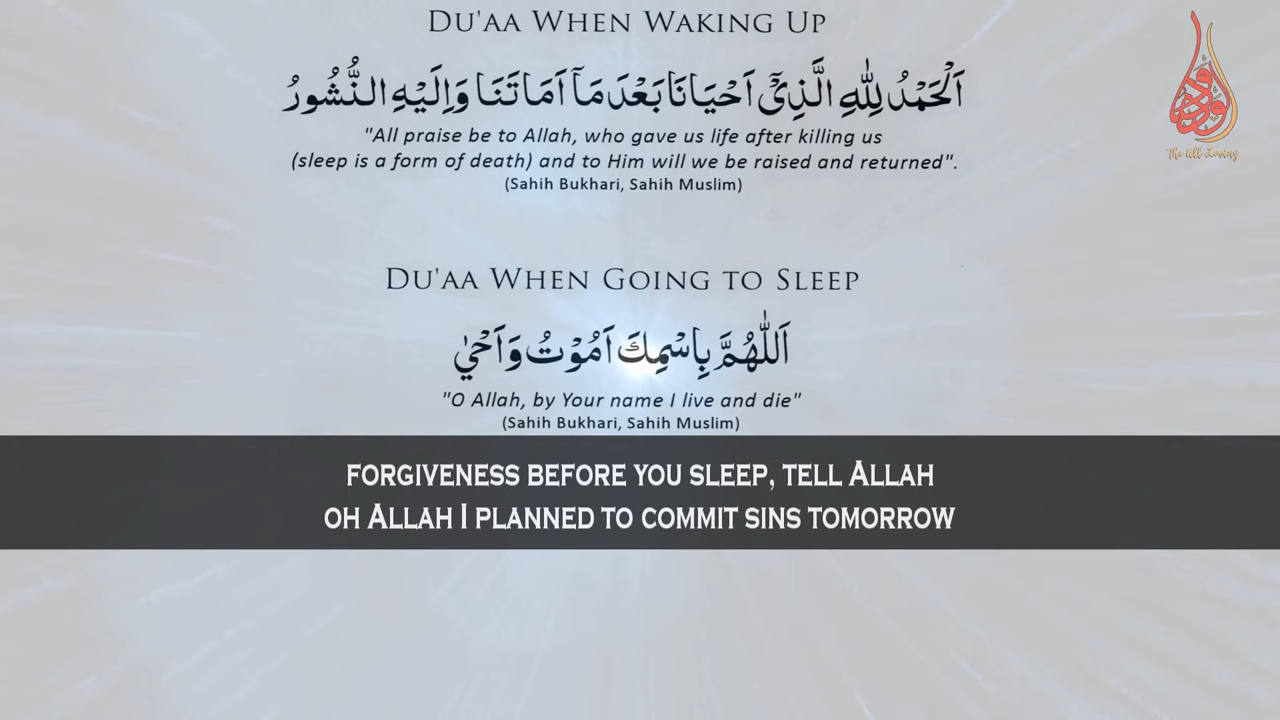 DU'AA WHEN WAKING UP
اَلْحَمْدُ لِلّٰهِ الَّذِىْٓ اَحْيَانَا بَعْدَ مَآ اَمَاتَنَا وَاِلَيْهِ النُّشُورُ
"All praise be to Allah, who gave us life after killing us
(sleep is a form of death) and to Him will we be raised and returned".
(Sahih Bukhari, Sahih Muslim)
DU'AA WHEN GOING TO SLEEP
اَللّٰهُمَّ بِاسْمِكَ اَمُوْتُ وَاَحْيٰ
"O Allah, by Your name I live and die"
(Sahih Bukhari, Sahih Muslim)
FORGIVENESS BEFORE YOU SLEEP, TELL ALLAH
OH ALLAH I PLANNED TO COMMIT SINS TOMORROW
الودود
The All Loving